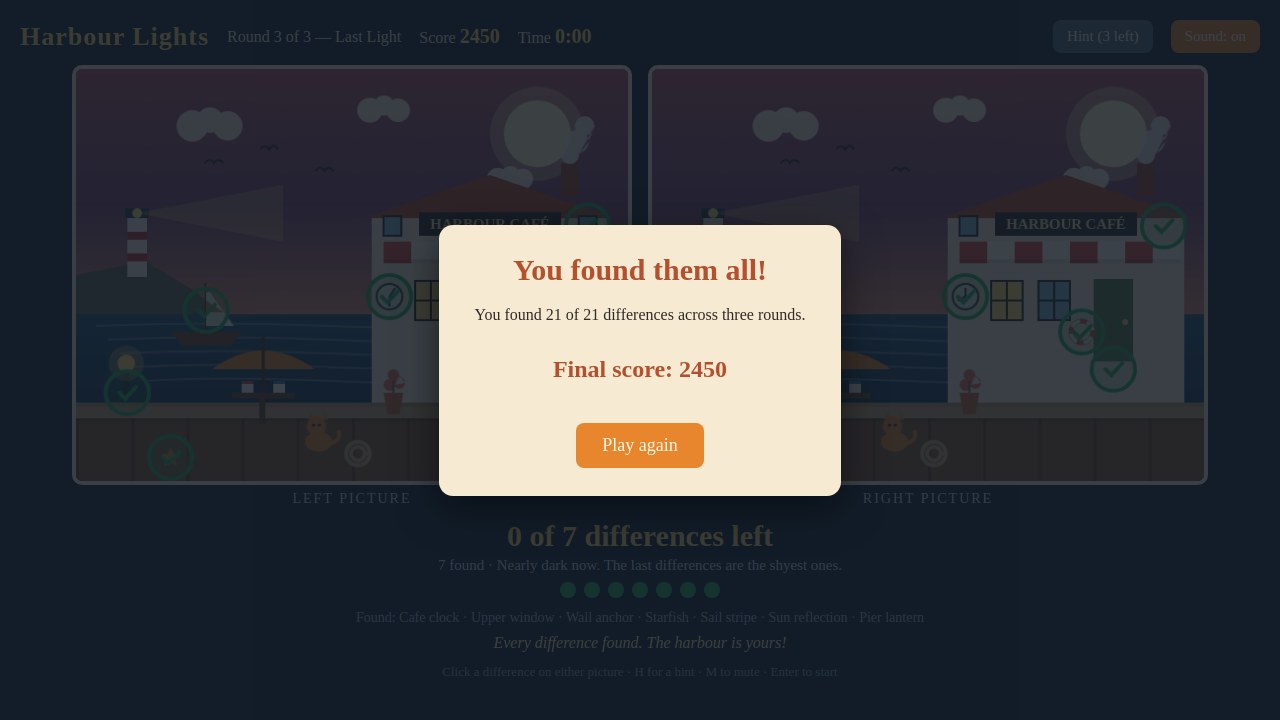 Harbour Lights
Round 3 of 3 — Last Light
Score 2450
Time 0:00
Hint (3 left)
Sound: on
HARBOUR CAFÉ
HARBOUR CAFÉ
You found them all!
You found 21 of 21 differences across three rounds.
Final score: 2450
Play again
LEFT PICTURE
RIGHT PICTURE
0 of 7 differences left
7 found · Nearly dark now. The last differences are the shyest ones.
Found: Cafe clock · Upper window · Wall anchor · Starfish · Sail stripe · Sun reflection · Pier lantern
Every difference found. The harbour is yours!
Click a difference on either picture · H for a hint · M to mute · Enter to start